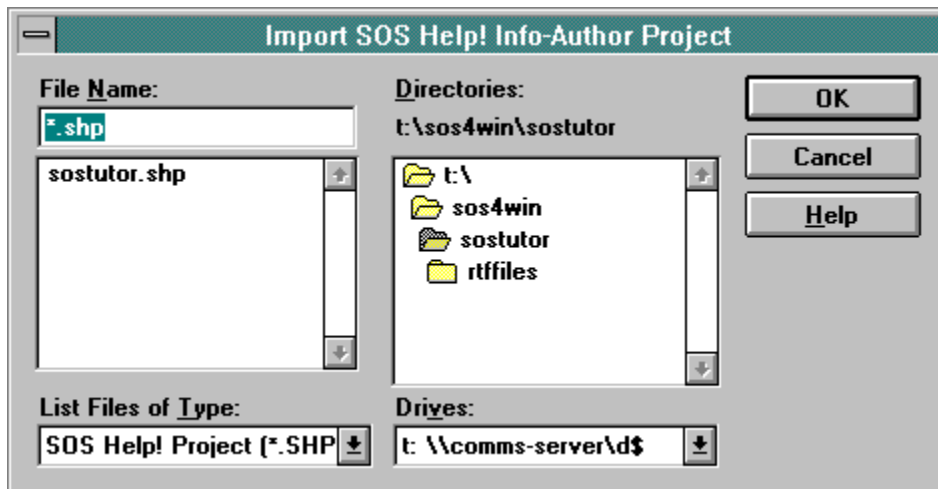 Import SOS Help! Info-Author Project
File Name:
*.shp
sostutor.shp
List Files of Type:
SOS Help! Project (*.SHP
Directories:
t:\sos4win\sostutor
t:\
sos4win
sostutor
rtffiles
Drives:
t: \\comms-server\d$
OK
Cancel
Help